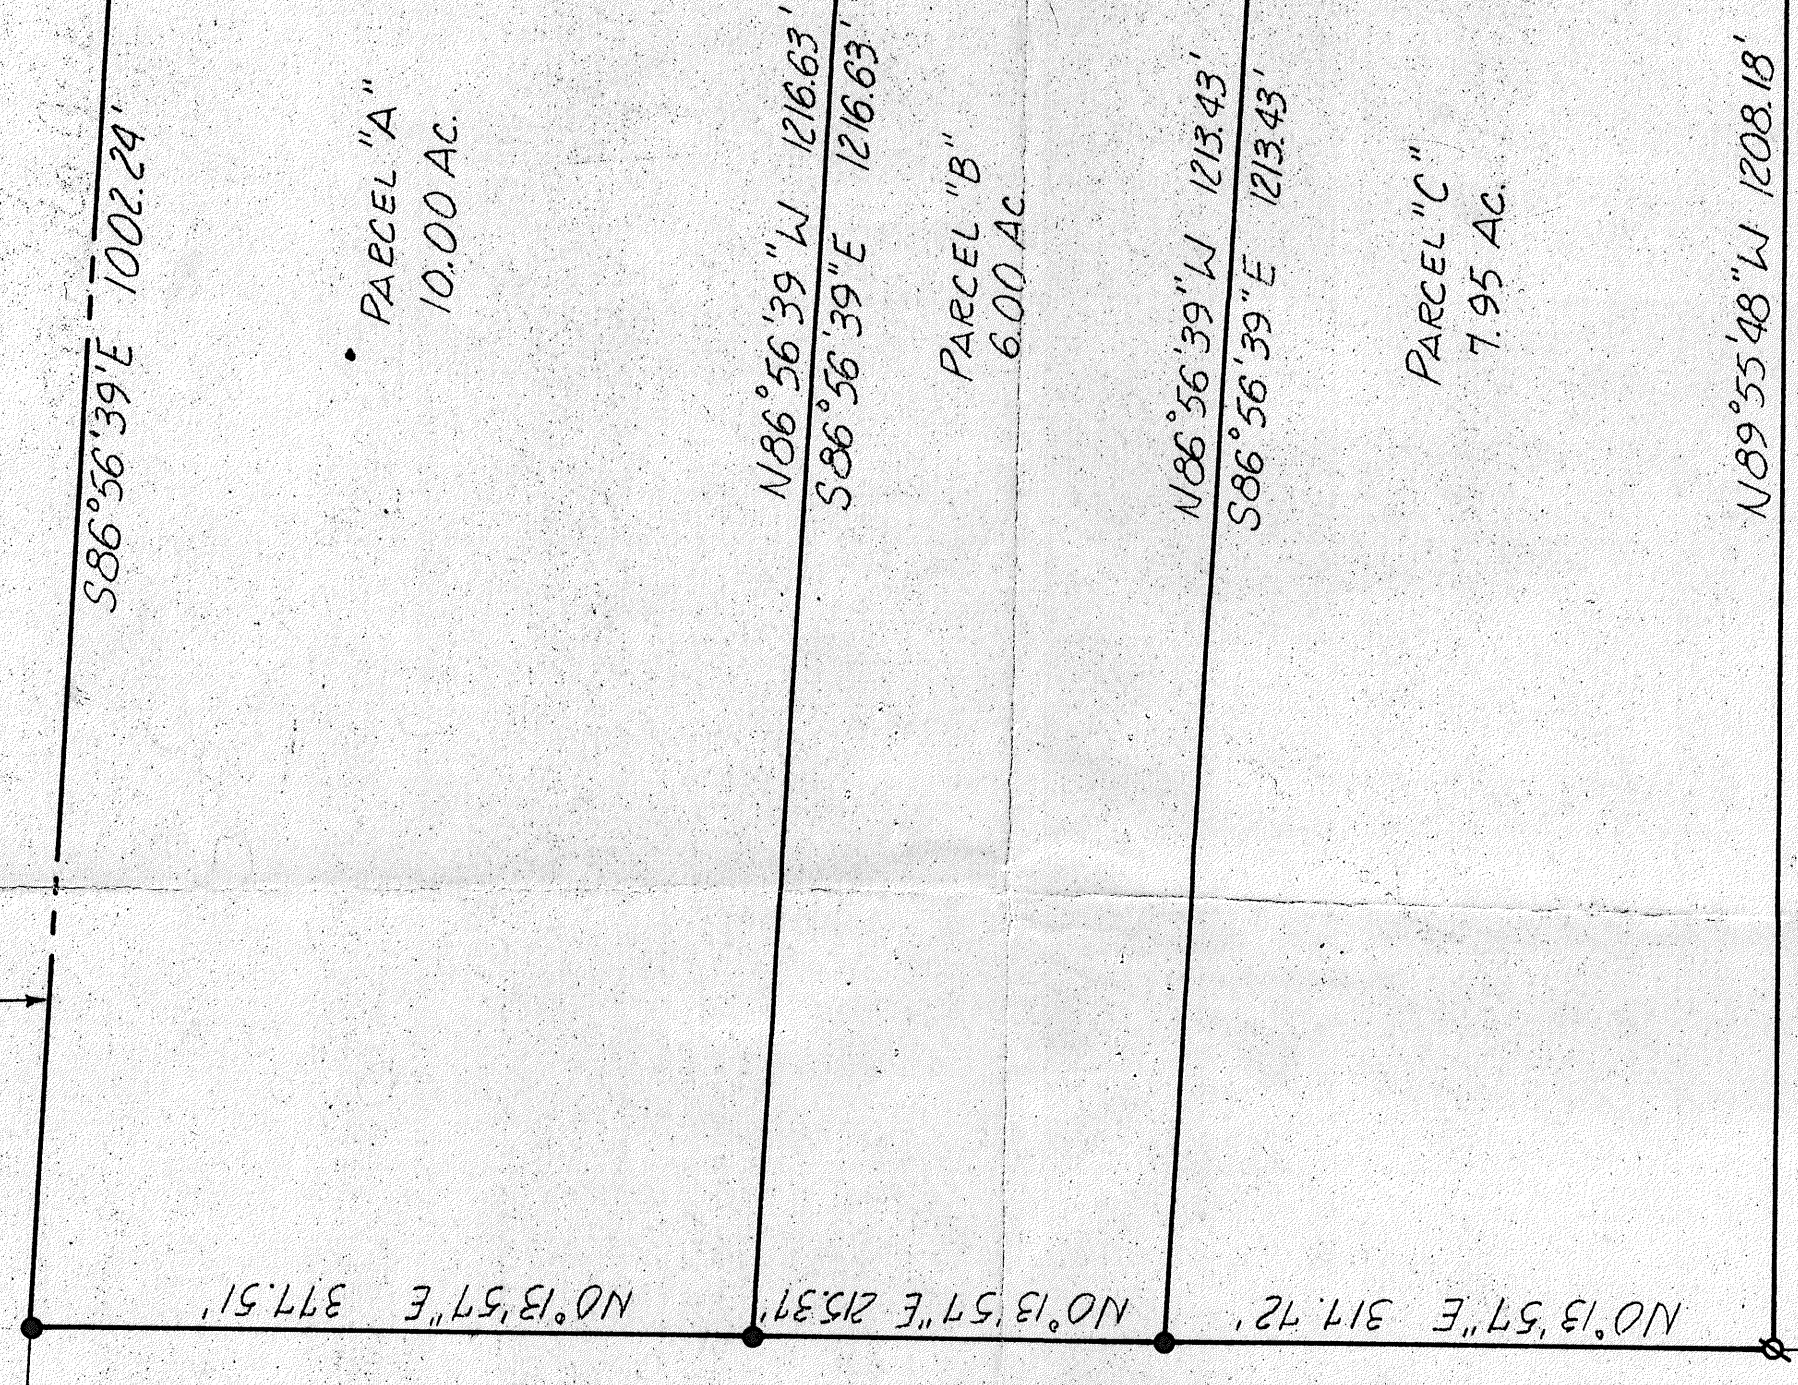 S86°56'39'E 1002.24'
PARCEL "A"
10.00 Ac.
N86°56'39"W 1216.63'
S86°56'39"E 1216.63'
PARCEL "B"
6.00 Ac.
N86°56'39"W 1213.43'
S86°56'39"E 1213.43'
PARCEL "C"
7.95 Ac.
N89°55'48"W 1208.18'
N0°13'57"E 377.51'
N0°13'57"E 215.37'
N0°13'57"E 317.72'